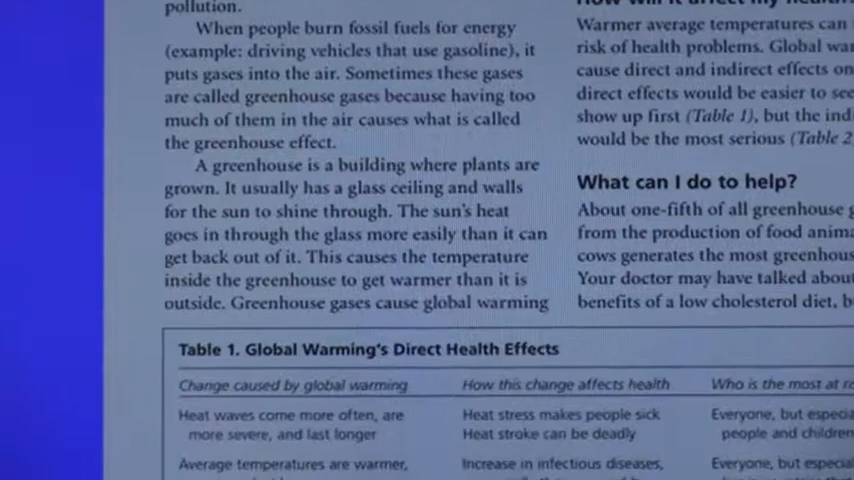 pollution.
When people burn fossil fuels for energy
(example: driving vehicles that use gasoline), it
puts gases into the air. Sometimes these gases
are called greenhouse gases because having too
much of them in the air causes what is called
the greenhouse effect.
A greenhouse is a building where plants are
grown. It usually has a glass ceiling and walls
for the sun to shine through. The sun's heat
goes in through the glass more easily than it can
get back out of it. This causes the temperature
inside the greenhouse to get warmer than it is
outside. Greenhouse gases cause global warming
How will it affect my health
Warmer average temperatures can
risk of health problems. Global
cause direct and indirect effects on
direct effects would be easier to see
show up first (Table 1), but the
would be the most serious (Table 2
What can I do to help?
About one-fifth of all greenhouse
from the production of food
cows generates the most
Your doctor may have talked about
benefits of a low cholesterol diet,
Table 1. Global Warming's Direct Health Effects
Change caused by global warming How this change affects health Who is the most at
Heat waves come more often, are Heat stress makes people sick Everyone, but
more severe, and last longer Heat stroke can be deadly people and children
Average temperatures are warmer, Increase in infectious diseases, Everyone, but